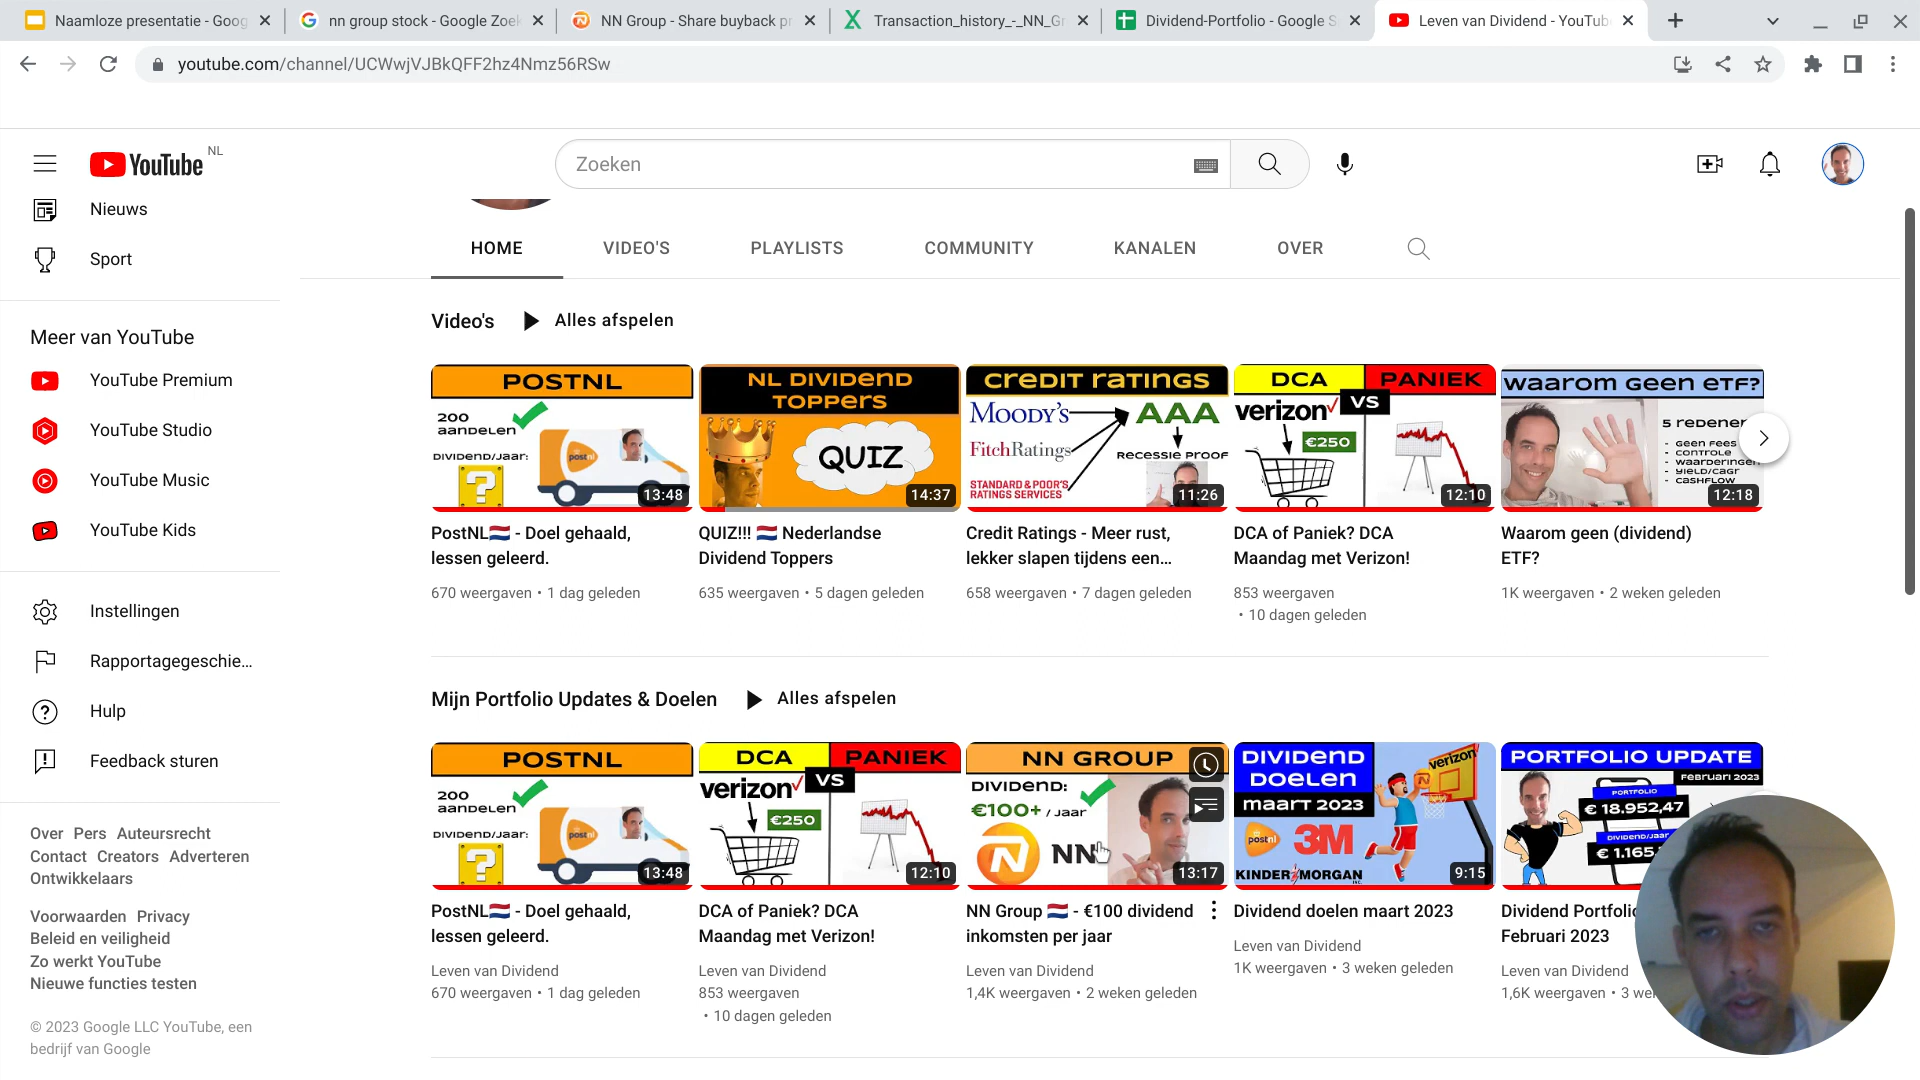 Naamloze presentatie - Goog
nn group stock - Google Zoek
NN Group - Share buyback pr
Transaction_history_-_NN_Gr
Dividend-Portfolio - Google S
Leven van Dividend - YouTub
youtube.com/channel/UCWwjVJBkQFF2hz4Nmz56RSw
YouTube NL
Zoeken
Nieuws
Sport
Meer van YouTube
YouTube Premium
YouTube Studio
YouTube Music
YouTube Kids
Instellingen
Rapportagegeschie...
Hulp
Feedback sturen
Over Pers Auteursrecht
Contact Creators Adverteren
Ontwikkelaars
Voorwaarden Privacy
Beleid en veiligheid
Zo werkt YouTube
Nieuwe functies testen
© 2023 Google LLC YouTube, een
bedrijf van Google
HOME VIDEO'S PLAYLISTS COMMUNITY KANALEN OVER
Video's Alles afspelen
POSTNL
200
aandelen
DIVIDEND/JAAR:
postnl
13:48
PostNL🇳🇱 - Doel gehaald,
lessen geleerd.
670 weergaven • 1 dag geleden
NL DIVIDEND
TOPPERS
QUIZ
14:37
QUIZ!!! 🇳🇱 Nederlandse
Dividend Toppers
635 weergaven • 5 dagen geleden
CREDIT RATINGS
MOODY'S
AAA
FitchRatings
RECESSIE PROOF
STANDARD & POOR'S
RATINGS SERVICES
11:26
Credit Ratings - Meer rust,
lekker slapen tijdens een...
658 weergaven • 7 dagen geleden
DCA VS PANIEK
verizon
€250
12:10
DCA of Paniek? DCA
Maandag met Verizon!
853 weergaven
• 10 dagen geleden
WAAROM GEEN ETF?
5 REDENEN
- GEEN FEES
- CONTROLE
- WAARDERINGEN
- YIELD/CAGR
- CASHFLOW
12:18
Waarom geen (dividend)
ETF?
1K weergaven • 2 weken geleden
Mijn Portfolio Updates & Doelen Alles afspelen
POSTNL
200
aandelen
DIVIDEND/JAAR:
postnl
13:48
PostNL🇳🇱 - Doel gehaald,
lessen geleerd.
Leven van Dividend
670 weergaven • 1 dag geleden
DCA VS PANIEK
verizon
€250
12:10
DCA of Paniek? DCA
Maandag met Verizon!
Leven van Dividend
853 weergaven
• 10 dagen geleden
NN GROUP
DIVIDEND:
€100+ / Jaar
NN
13:17
NN Group 🇳🇱 - €100 dividend
inkomsten per jaar
Leven van Dividend
1,4K weergaven • 2 weken geleden
DIVIDEND
DOELEN
MAART 2023
verizon
postnl
3M
KINDER MORGAN
9:15
Dividend doelen maart 2023
Leven van Dividend
1K weergaven • 3 weken geleden
PORTFOLIO UPDATE
FEBRUARI 2023
PORTFOLIO
€ 18.952,47
DIVIDEND/JAAR
€ 1.165,
Dividend Portfolio
Februari 2023
Leven van Dividend
1,6K weergaven • 3 we